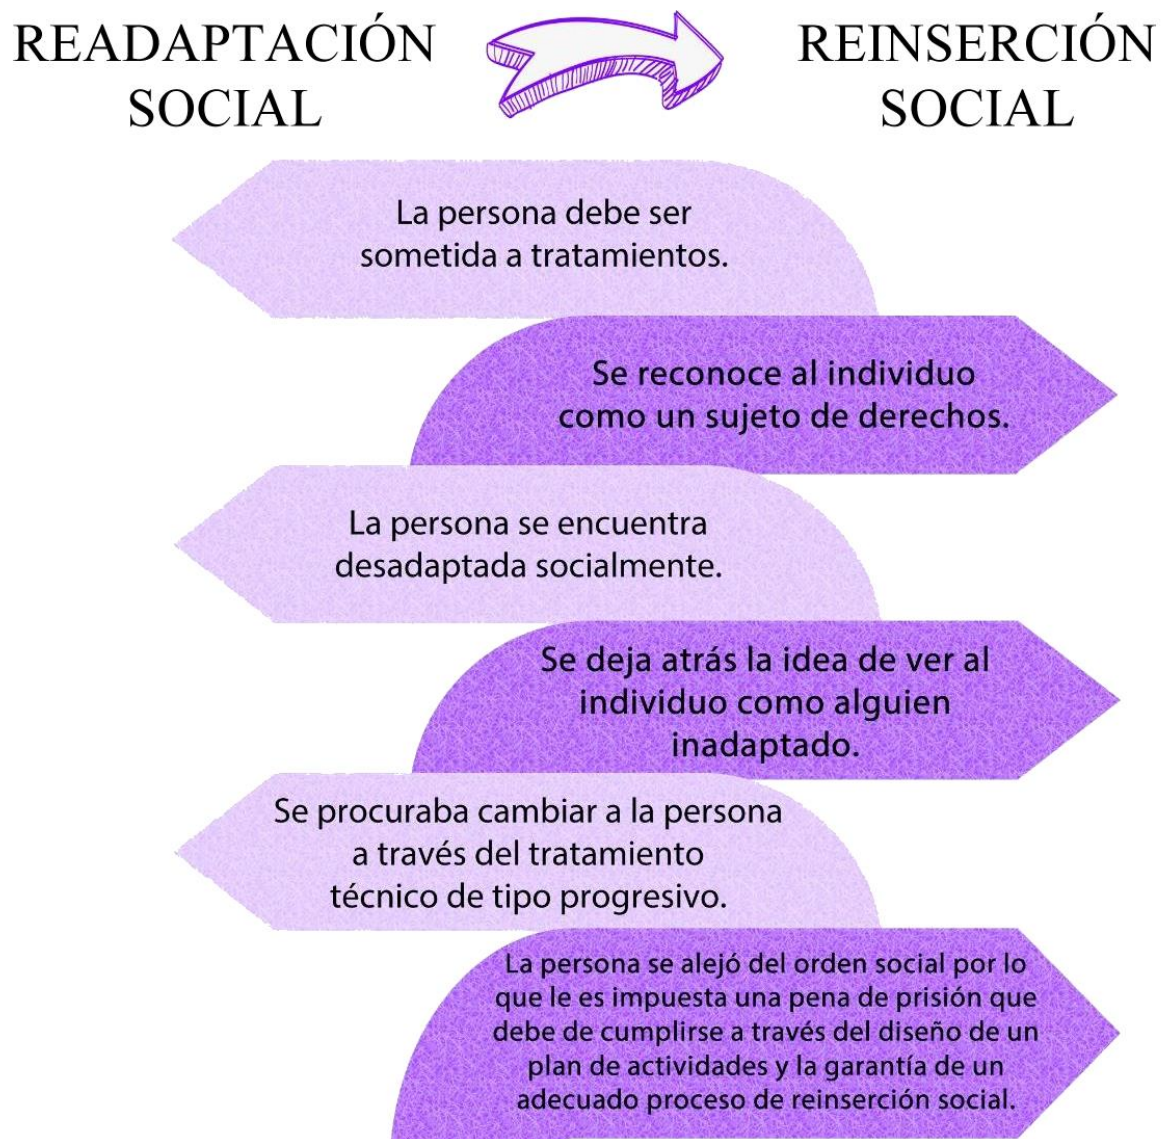 READAPTACIÓN
SOCIAL
REINSERCIÓN
SOCIAL
La persona debe ser
sometida a tratamientos.
Se reconoce al individuo
como un sujeto de derechos.
La persona se encuentra
desadaptada socialmente.
Se deja atrás la idea de ver al
individuo como alguien
inadaptado.
Se procuraba cambiar a la persona
a través del tratamiento
técnico de tipo progresivo.
La persona se alejó del orden social por lo
que le es impuesta una pena de prisión que
debe de cumplirse a través del diseño de un
plan de actividades y la garantía de un
adecuado proceso de reinserción social.